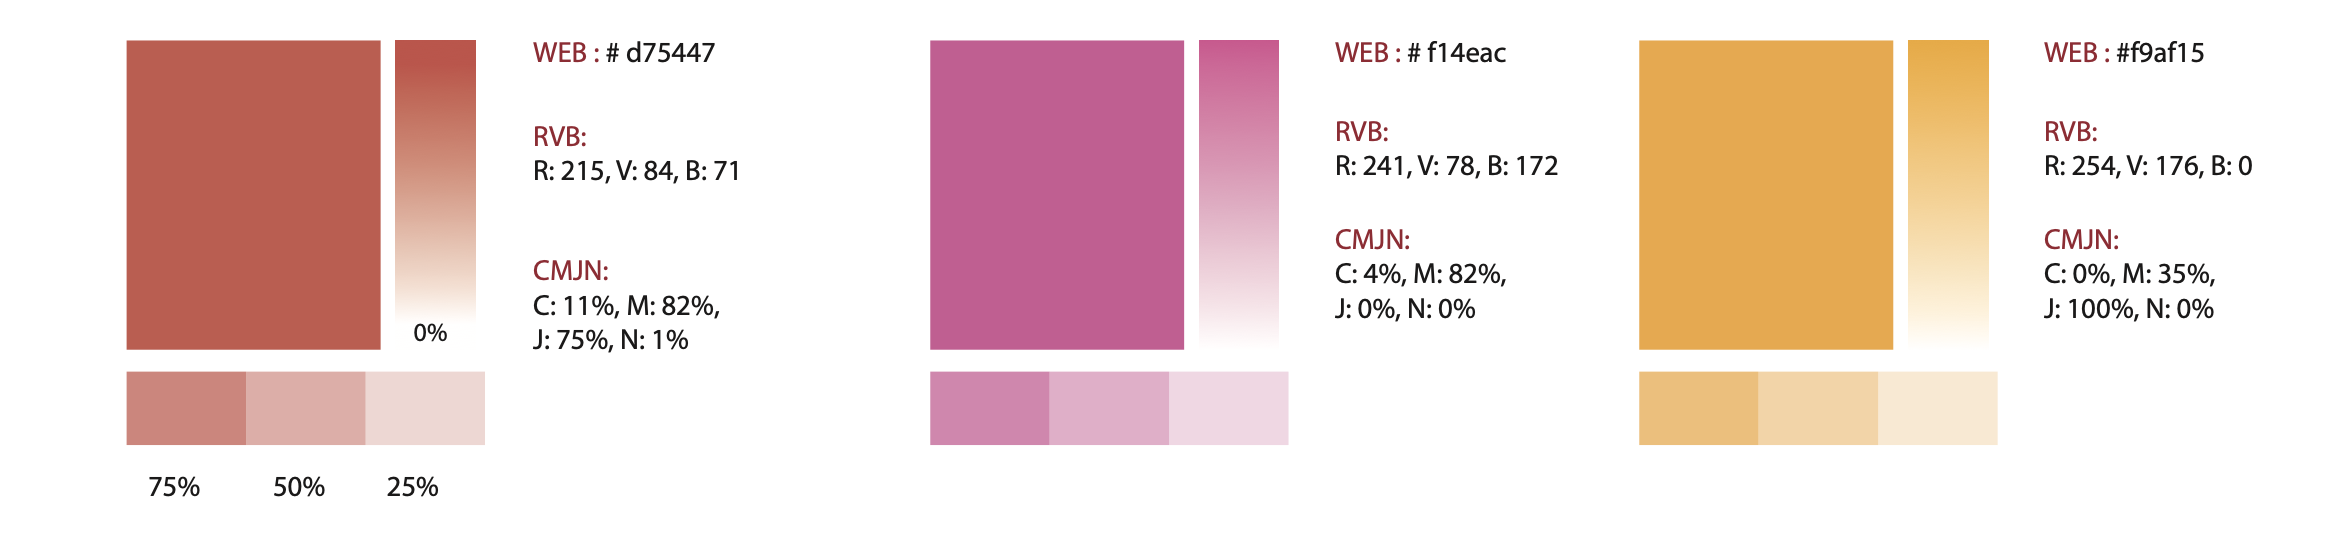 WEB : # d75447
RVB:
R: 215, V: 84, B: 71
CMJN:
C: 11%, M: 82%,
J: 75%, N: 1%
0%
75% 50% 25%
WEB : # f14eac
RVB:
R: 241, V: 78, B: 172
CMJN:
C: 4%, M: 82%,
J: 0%, N: 0%
WEB : #f9af15
RVB:
R: 254, V: 176, B: 0
CMJN:
C: 0%, M: 35%,
J: 100%, N: 0%